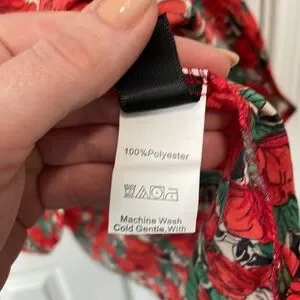 100%Polyester
Machine Wash
Cold Gentle, With